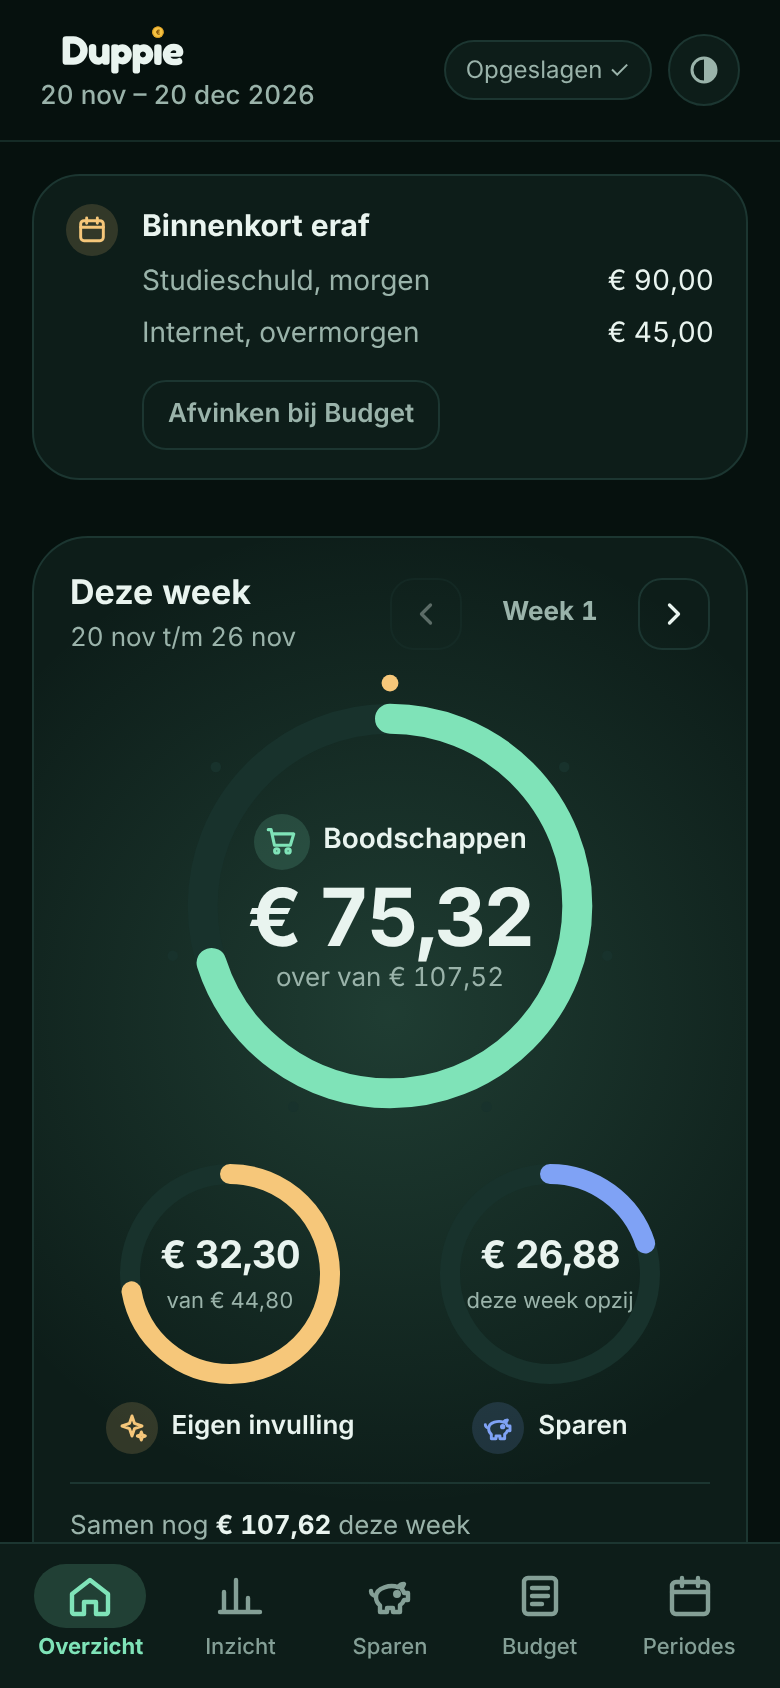 Duppie
20 nov – 20 dec 2026
Opgeslagen ✓
Binnenkort eraf
Studieschuld, morgen € 90,00
Internet, overmorgen € 45,00
Afvinken bij Budget
Deze week
20 nov t/m 26 nov
Week 1
Boodschappen
€ 75,32
over van € 107,52
€ 32,30
van € 44,80
Eigen invulling
€ 26,88
deze week opzij
Sparen
Samen nog € 107,62 deze week
Overzicht
Inzicht
Sparen
Budget
Periodes